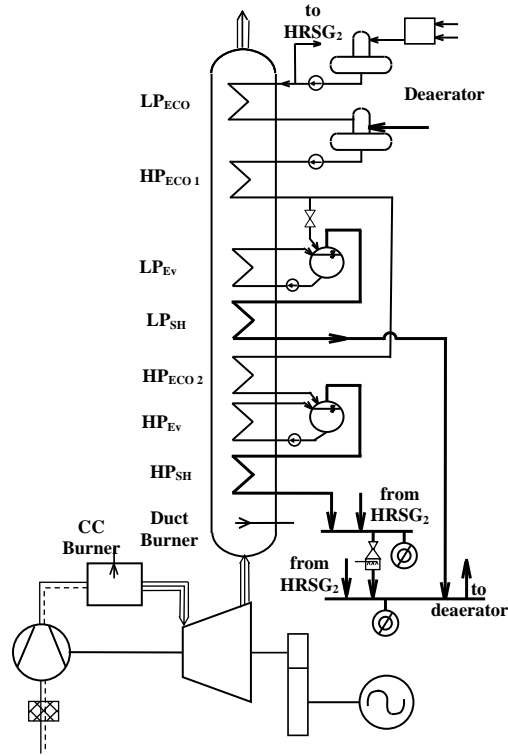 to
HRSG2
Deaerator
LPECO
HPECO 1
LPEv
LPSH
HPECO 2
HPEv
HPSH
from
HRSG2
CC
Burner
Duct
Burner
from
HRSG2
to
deaerator